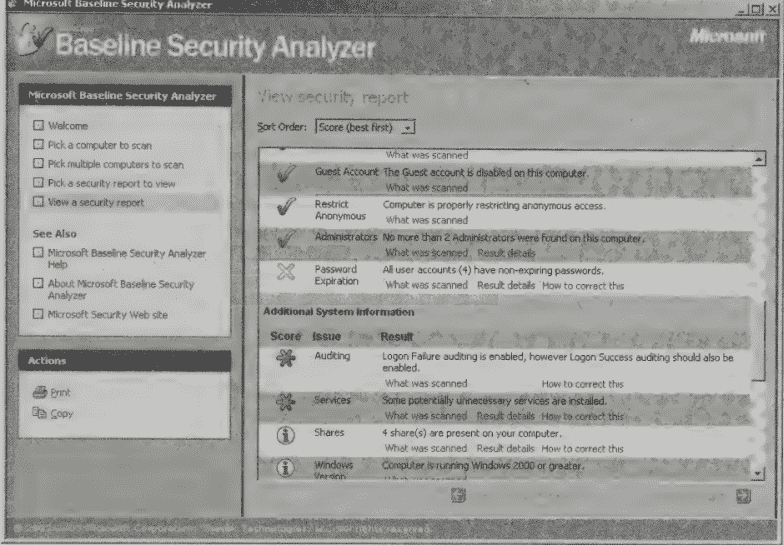 Microsoft Baseline Security Analyzer
Baseline Security Analyzer
Microsoft
Microsoft Baseline Security Analyzer
Welcome
Pick a computer to scan
Pick multiple computers to scan
Pick a security report to view
View a security report
See Also
Microsoft Baseline Security Analyzer
Help
About Microsoft Baseline Security
Analyzer
Microsoft Security Web site
Actions
Print
Copy
View security report
Sort Order: Score (best first)
What was scanned
Guest Account The Guest account is disabled on this computer.
What was scanned
Restrict Anonymous Computer is properly restricting anonymous access.
What was scanned
Administrators No more than 2 Administrators were found on this computer.
What was scanned Result details
Password Expiration All user accounts (4) have non-expiring passwords.
What was scanned Result details How to correct this
Additional System Information
Score Issue Result
Auditing Logon Failure auditing is enabled, however Logon Success auditing should also be
enabled.
What was scanned How to correct this
Services Some potentially unnecessary services are installed.
What was scanned Result details How to correct this
Shares 4 share(s) are present on your computer.
What was scanned Result details How to correct this
Windows Version Computer is running Windows 2000 or greater.
Microsoft Corporation, Technologies, rights reserved.